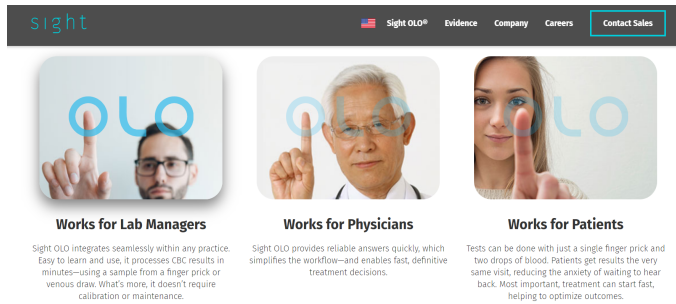 sight
Sight OLO® Evidence Company Careers Contact Sales
OLO
OLO
OLO
Works for Lab Managers
Sight OLO integrates seamlessly within any practice.
Easy to learn and use, it processes CBC results in
minutes—using a sample from a finger prick or
venous draw. What's more, it doesn't require
calibration or maintenance.
Works for Physicians
Sight OLO provides reliable answers quickly, which
simplifies the workflow—and enables fast, definitive
treatment decisions.
Works for Patients
Tests can be done with just a single finger prick and
two drops of blood. Patients get results the very
same visit, reducing the anxiety of waiting to hear
back. Most important, treatment can start fast,
helping to optimize outcomes.